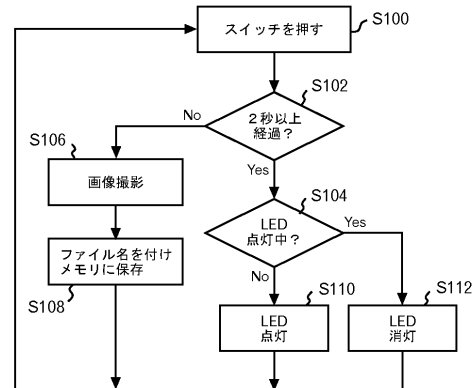 スイッチを押す
S100
S102
2秒以上
経過?
No
Yes
S106
画像撮影
S104
LED
点灯中?
Yes
No
ファイル名を付け
メモリに保存
S108
S110
LED
点灯
S112
LED
消灯